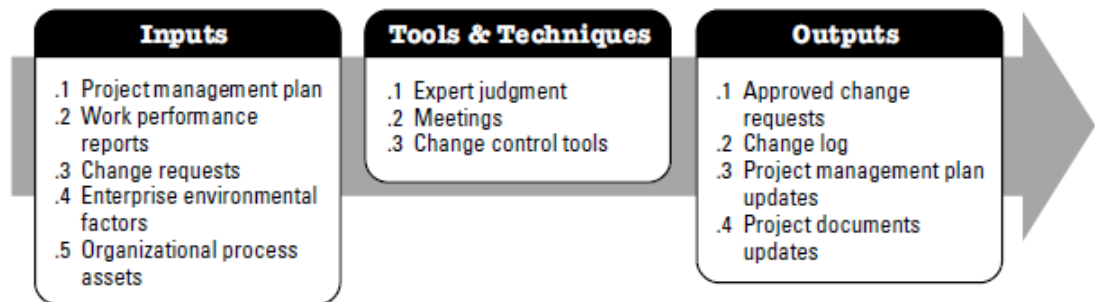 Inputs
.1 Project management plan
.2 Work performance
reports
.3 Change requests
.4 Enterprise environmental
factors
.5 Organizational process
assets
Tools & Techniques
.1 Expert judgment
.2 Meetings
.3 Change control tools
Outputs
.1 Approved change
requests
.2 Change log
.3 Project management plan
updates
.4 Project documents
updates